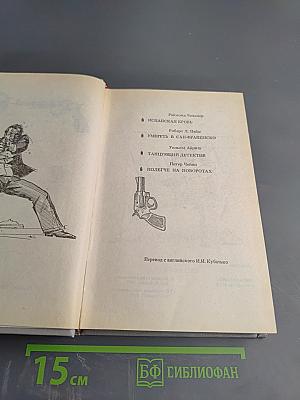 Раймонд Чандлер
ИСПАНСКАЯ КРОВЬ
Роберт Л. Пайк
УМЕРЕТЬ В САН-ФРАНЦИСКО
Уильям Айриш
ТАНЦУЮЩИЙ ДЕТЕКТИВ
Питер Чейни
ПОЛЕГЧЕ НА ПОВОРОТАХ
Перевод с английского И.И. Кубатько
15 см
БФ БИБЛИОФАН